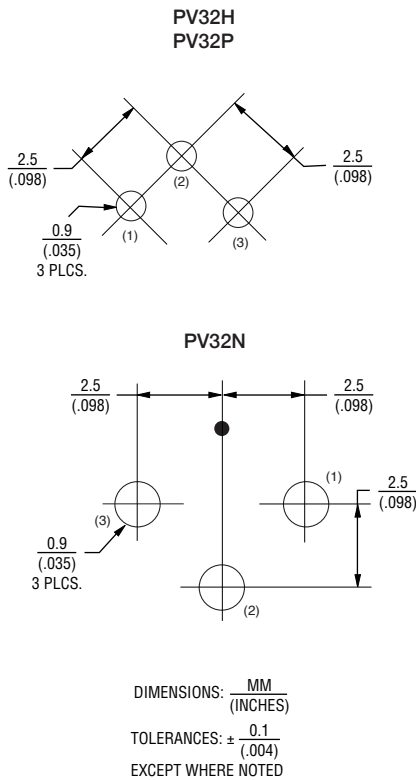 PV32H
PV32P
2.5
(.098)
2.5
(.098)
(2)
0.9
(.035)
3 PLCS.
(1)
(3)
PV32N
2.5
(.098)
2.5
(.098)
(1)
2.5
(.098)
(3)
0.9
(.035)
3 PLCS.
(2)
DIMENSIONS: MM
(INCHES)
TOLERANCES: ± 0.1
(.004)
EXCEPT WHERE NOTED